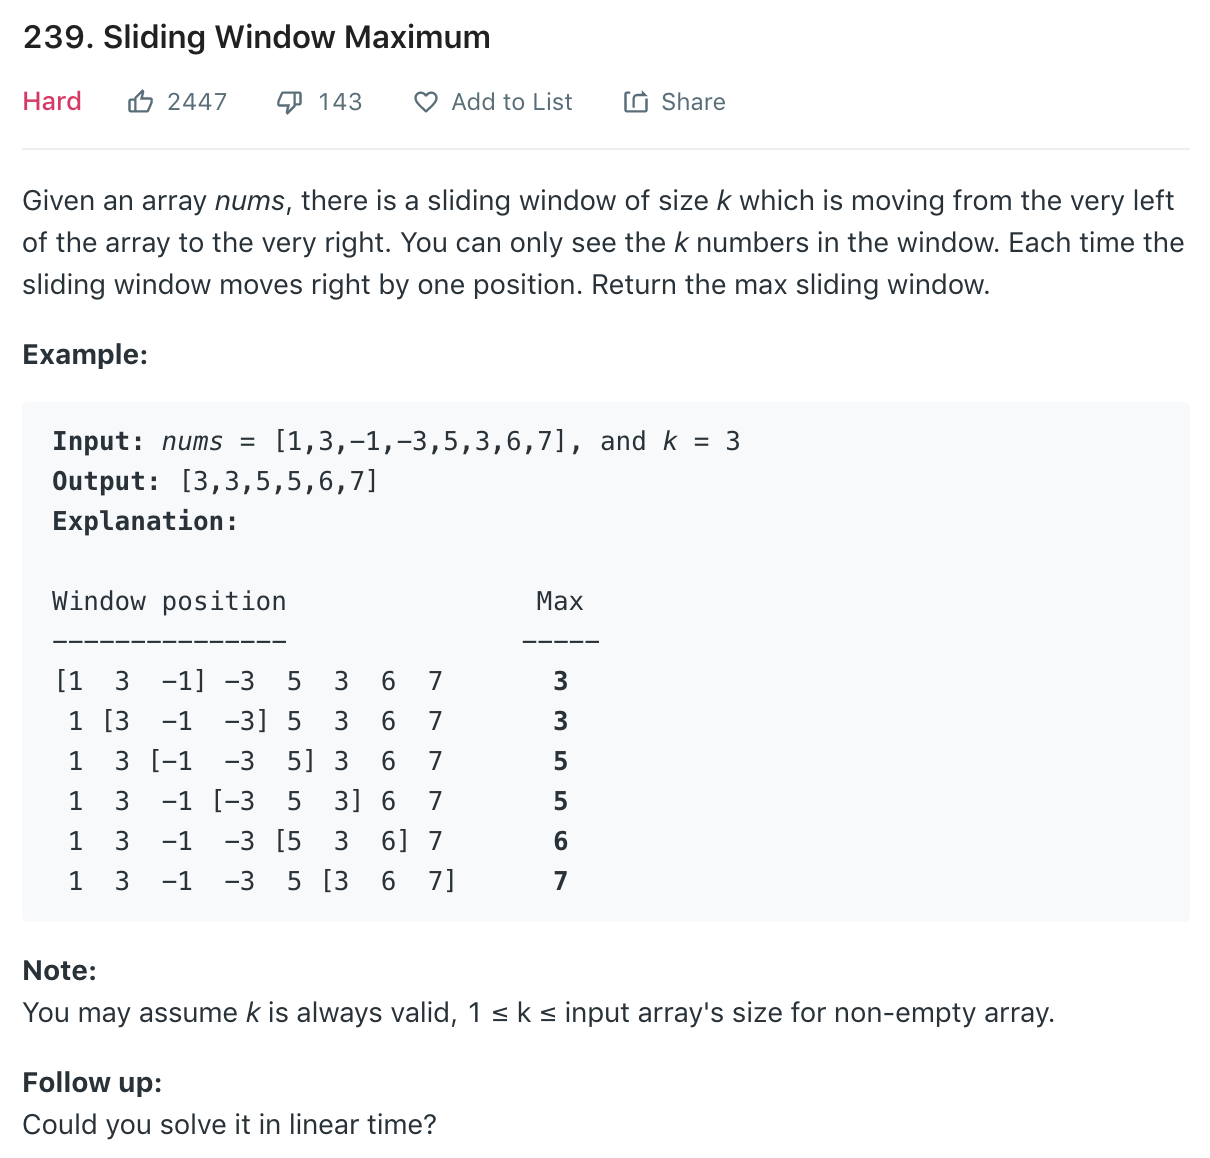 239. Sliding Window Maximum
Hard 2447 143 Add to List Share
Given an array nums, there is a sliding window of size k which is moving from the very left
of the array to the very right. You can only see the k numbers in the window. Each time the
sliding window moves right by one position. Return the max sliding window.
Example:
Input: nums = [1,3,-1,-3,5,3,6,7], and k = 3
Output: [3,3,5,5,6,7]
Explanation:
Window position                Max
---------------               -----
[1  3  -1] -3  5  3  6  7       3
 1 [3  -1  -3] 5  3  6  7       3
 1  3 [-1  -3  5] 3  6  7       5
 1  3  -1 [-3  5  3] 6  7       5
 1  3  -1  -3 [5  3  6] 7       6
 1  3  -1  -3  5 [3  6  7]      7
Note:
You may assume k is always valid, 1 ≤ k ≤ input array's size for non-empty array.
Follow up:
Could you solve it in linear time?